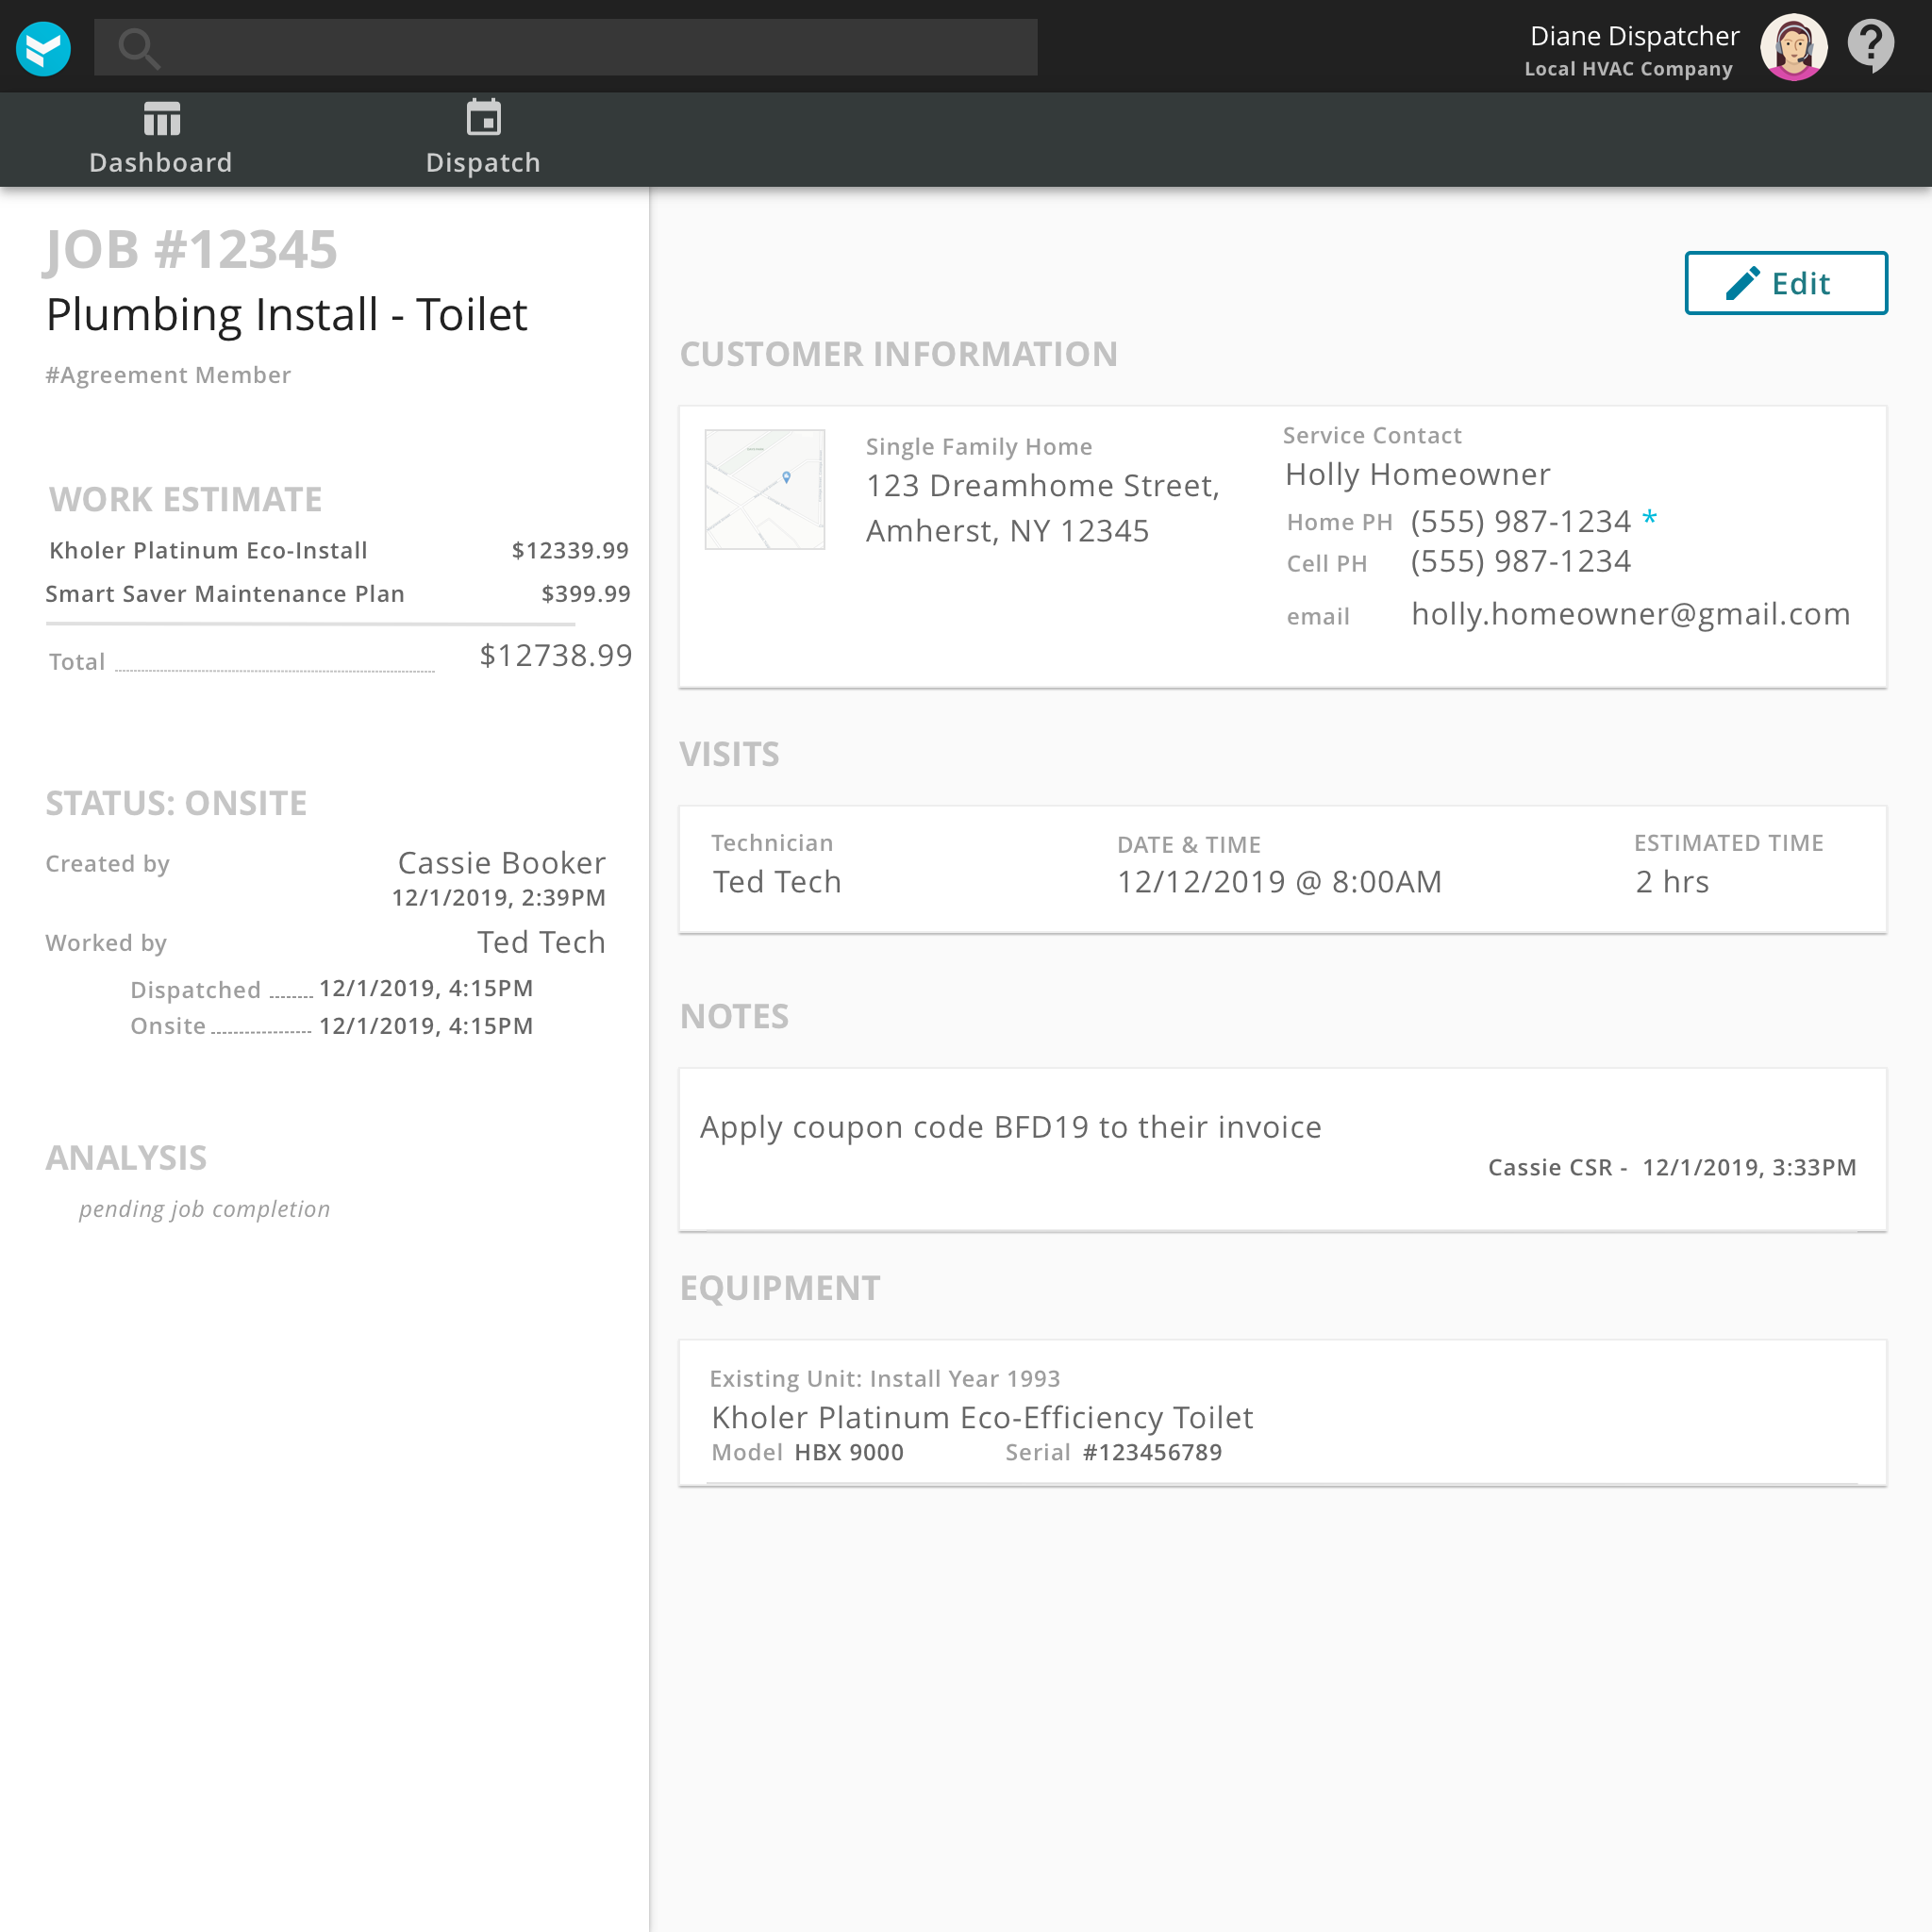 Diane Dispatcher
Local HVAC Company
Dashboard
Dispatch
JOB #12345
Plumbing Install - Toilet
#Agreement Member
WORK ESTIMATE
Kholer Platinum Eco-Install $12339.99
Smart Saver Maintenance Plan $399.99
Total $12738.99
STATUS: ONSITE
Created by Cassie Booker
12/1/2019, 2:39PM
Worked by Ted Tech
Dispatched 12/1/2019, 4:15PM
Onsite 12/1/2019, 4:15PM
ANALYSIS
pending job completion
Edit
CUSTOMER INFORMATION
Single Family Home
123 Dreamhome Street,
Amherst, NY 12345
Service Contact
Holly Homeowner
Home PH (555) 987-1234 *
Cell PH (555) 987-1234
email holly.homeowner@gmail.com
VISITS
Technician DATE & TIME ESTIMATED TIME
Ted Tech 12/12/2019 @ 8:00AM 2 hrs
NOTES
Apply coupon code BFD19 to their invoice
Cassie CSR - 12/1/2019, 3:33PM
EQUIPMENT
Existing Unit: Install Year 1993
Kholer Platinum Eco-Efficiency Toilet
Model HBX 9000 Serial #123456789